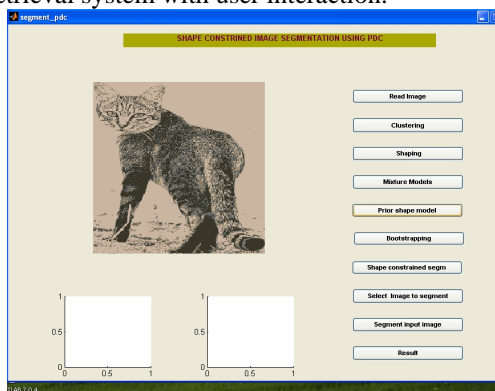 etrieval system with user interaction.
segment_pdc
SHAPE CONSTRINED IMAGE SEGMENTATION USING PDC
Read Image
Clustering
Shaping
Mixture Models
Prior shape model
Bootstrapping
Shape constrained segm
Select Image to segment
Segment input image
Result
1
0.5
0
0
0.5
1
1
0.5
0
0
0.5
1